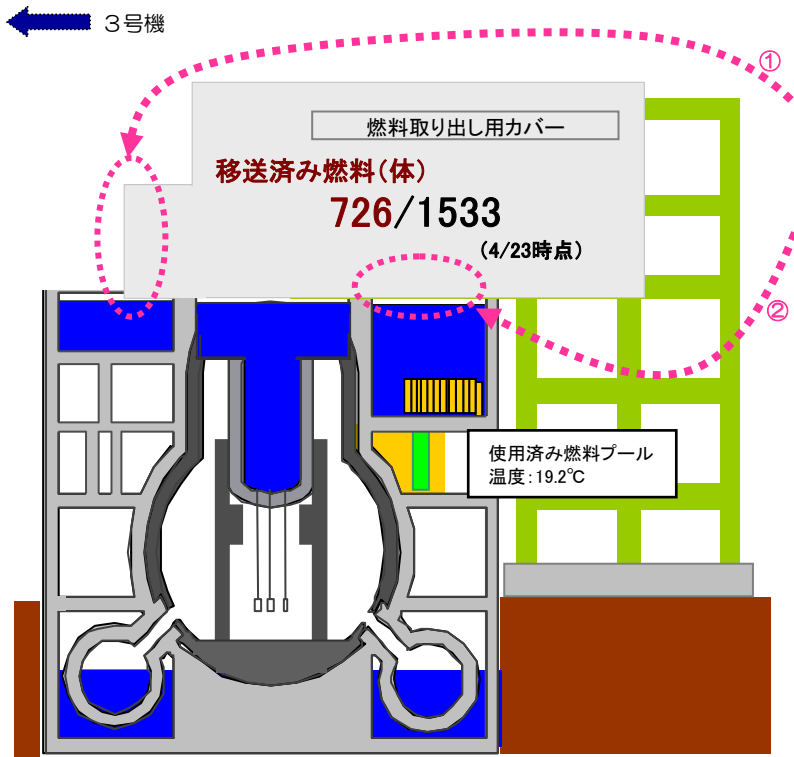 ３号機
①
燃料取り出し用カバー
移送済み燃料(体)
726/1533
(4/23時点)
②
使用済み燃料プール
温度:19.2℃